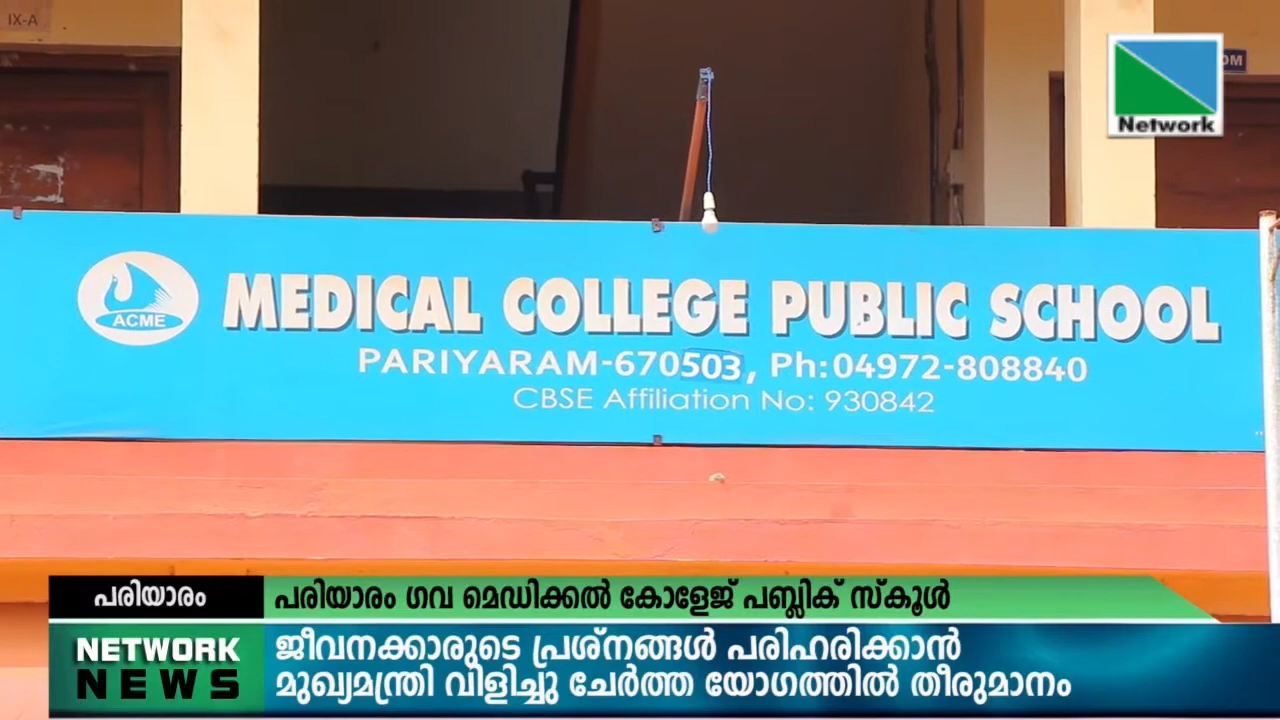 IX-A
OM
Network
ACME
MEDICAL COLLEGE PUBLIC SCHOOL
PARIYARAM-670503, Ph:04972-808840
CBSE Affiliation No: 930842
പരിയാരം
പരിയാരം ഗവ മെഡിക്കൽ കോളേജ് പബ്ലിക് സ്കൂൾ
NETWORK
NEWS
ജീവനക്കാരുടെ പ്രശ്നങ്ങൾ പരിഹരിക്കാൻ
മുഖ്യമന്ത്രി വിളിച്ചു ചേർത്ത യോഗത്തിൽ തീരുമാനം